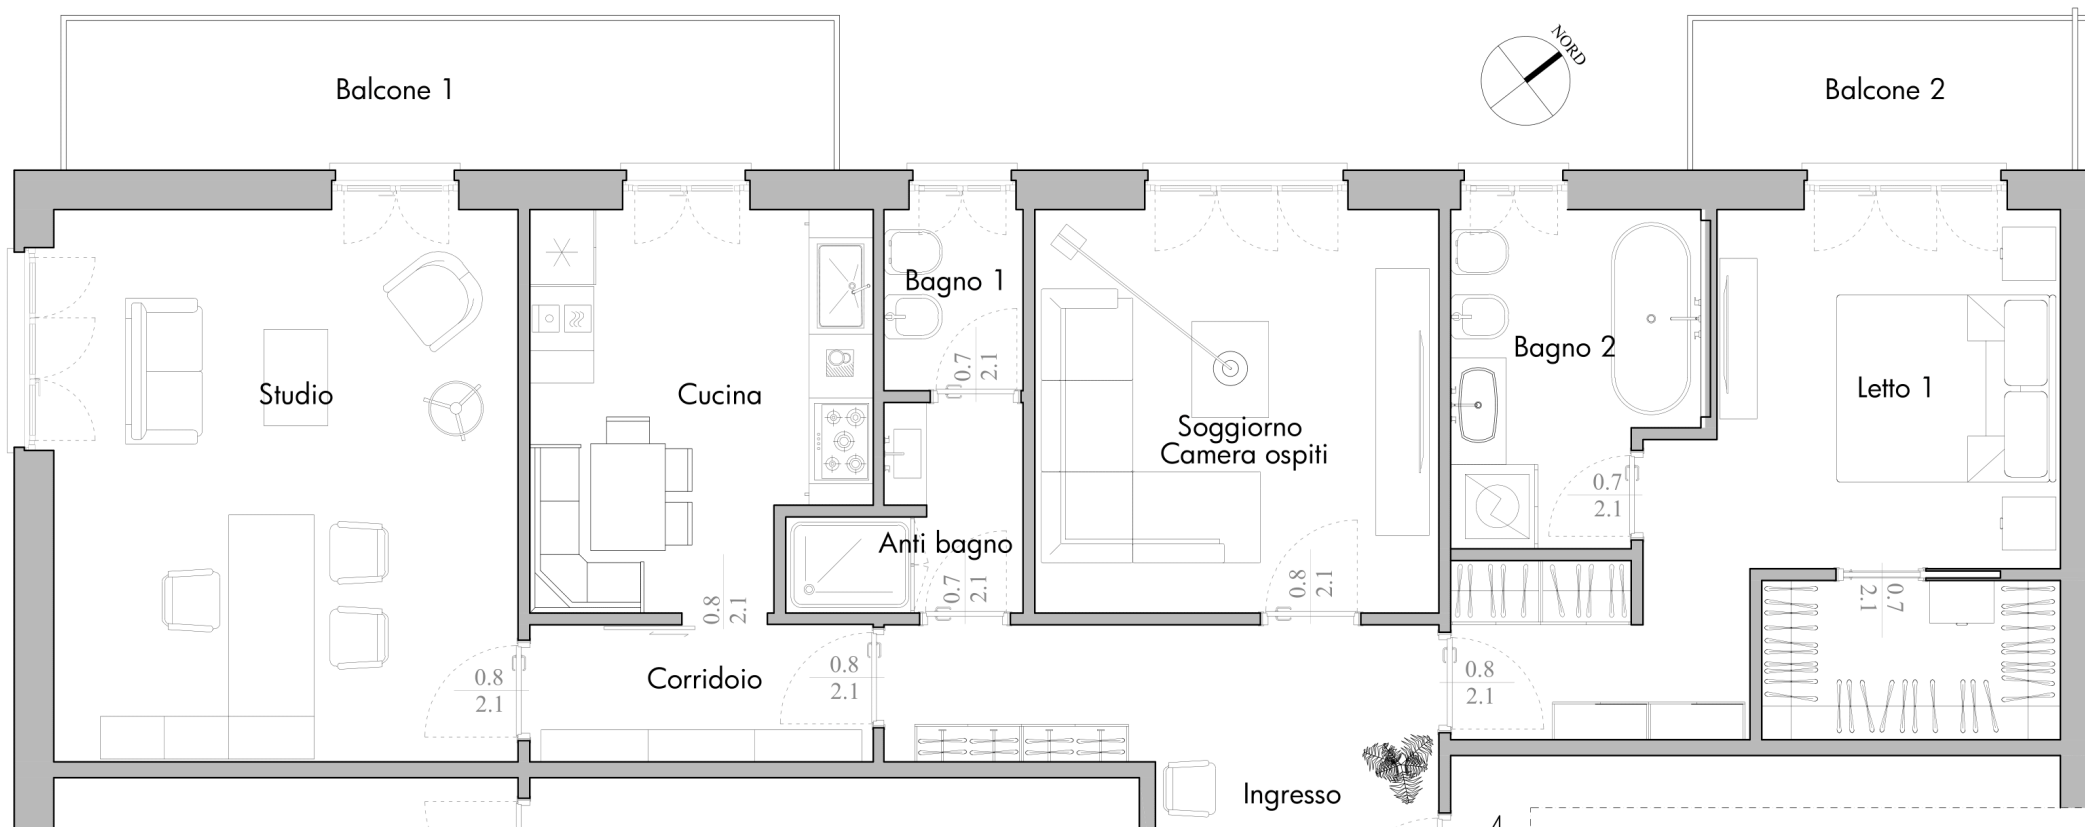 NORD
Balcone 1
Balcone 2
Bagno 1
Bagno 2
Studio
Cucina
0.7
2.1
Letto 1
Soggiorno
Camera ospiti
0.7
2.1
Anti bagno
0.8
2.1
0.7
2.1
0.8
2.1
0.7
2.1
Corridoio
0.8
2.1
0.8
2.1
0.8
2.1
Ingresso
4